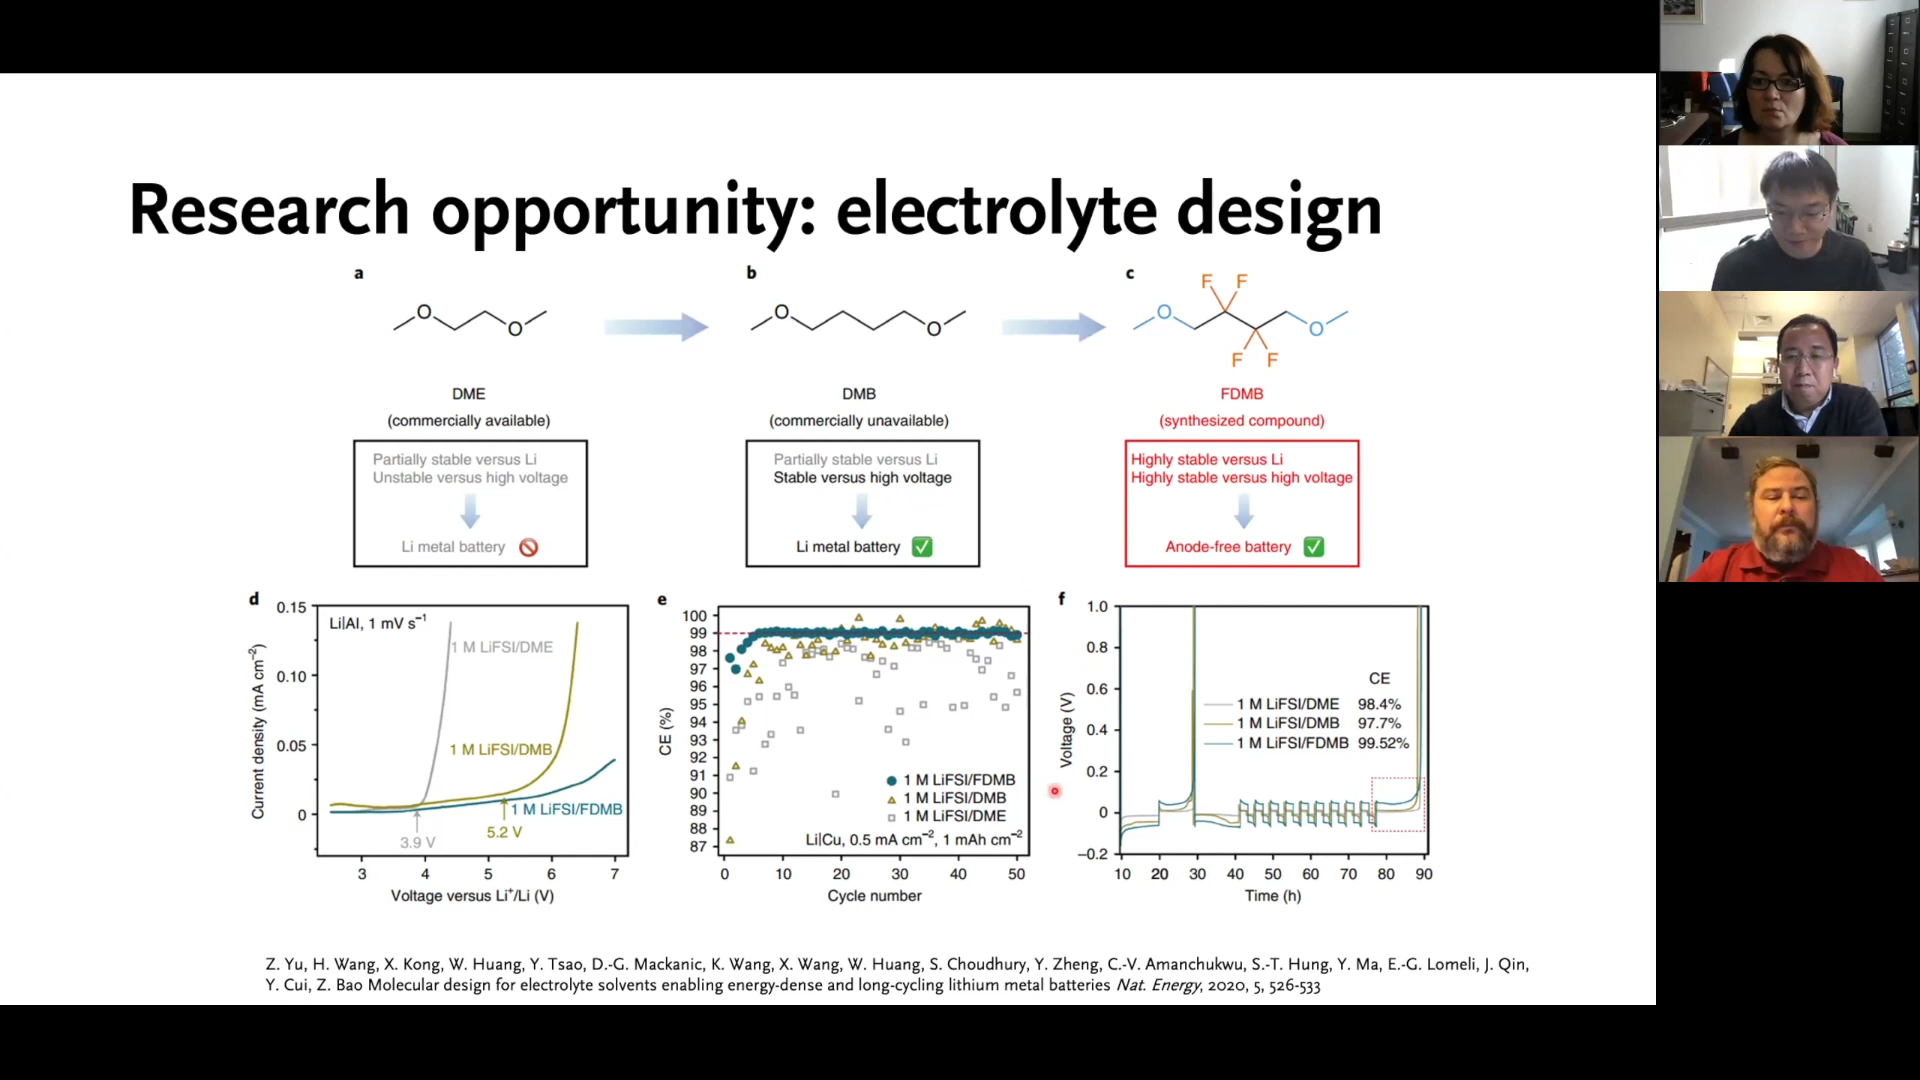 Research opportunity: electrolyte design
a
O
O
DME
(commercially available)
Partially stable versus Li
Unstable versus high voltage
Li metal battery
b
O
O
DMB
(commercially unavailable)
Partially stable versus Li
Stable versus high voltage
Li metal battery
c
F F
O
O
F F
FDMB
(synthesized compound)
Highly stable versus Li
Highly stable versus high voltage
Anode-free battery
d
0.15
0.10
0.05
0
Current density (mA cm⁻²)
Li|Al, 1 mV s⁻¹
1 M LiFSI/DME
1 M LiFSI/DMB
1 M LiFSI/FDMB
5.2 V
3.9 V
3 4 5 6 7
Voltage versus Li⁺/Li (V)
e
100
99
98
97
96
95
94
93
92
91
90
89
88
87
CE (%)
1 M LiFSI/FDMB
1 M LiFSI/DMB
1 M LiFSI/DME
Li|Cu, 0.5 mA cm⁻², 1 mAh cm⁻²
0 10 20 30 40 50
Cycle number
f
1.0
0.8
0.6
0.4
0.2
0
–0.2
Voltage (V)
CE
1 M LiFSI/DME 98.4%
1 M LiFSI/DMB 97.7%
1 M LiFSI/FDMB 99.52%
10 20 30 40 50 60 70 80 90
Time (h)
Z. Yu, H. Wang, X. Kong, W. Huang, Y. Tsao, D.-G. Mackanic, K. Wang, X. Wang, W. Huang, S. Choudhury, Y. Zheng, C.-V. Amanchukwu, S.-T. Hung, Y. Ma, E.-G. Lomeli, J. Qin,
Y. Cui, Z. Bao Molecular design for electrolyte solvents enabling energy-dense and long-cycling lithium metal batteries Nat. Energy, 2020, 5, 526-533